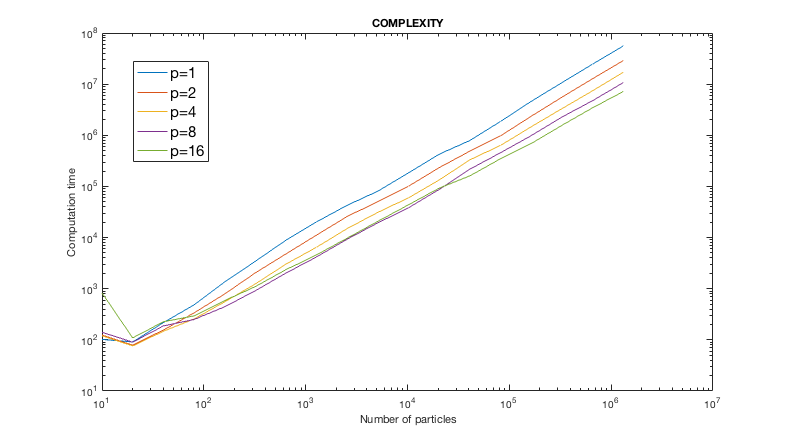 COMPLEXITY
10^8
10^7
10^6
10^5
10^4
10^3
10^2
10^1
Computation time
p=1
p=2
p=4
p=8
p=16
10^1 10^2 10^3 10^4 10^5 10^6 10^7
Number of particles